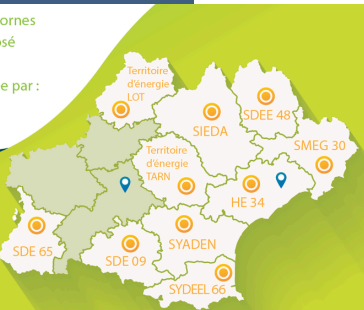 ornes
osé
e par :
Territoire
d'énergie
LOT
SIEDA
SDEE 48
SMEG 30
Territoire
d'énergie
TARN
HE 34
SDE 65
SDE 09
SYADEN
SYDEEL 66